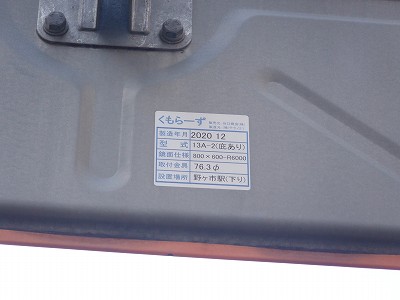 くもらーず
製造年月 2020 12
型式 13A-2(庇あり)
鏡面仕様 800×600-R6000
取付金具 76.3φ
設置場所 野ヶ市駅(下り)